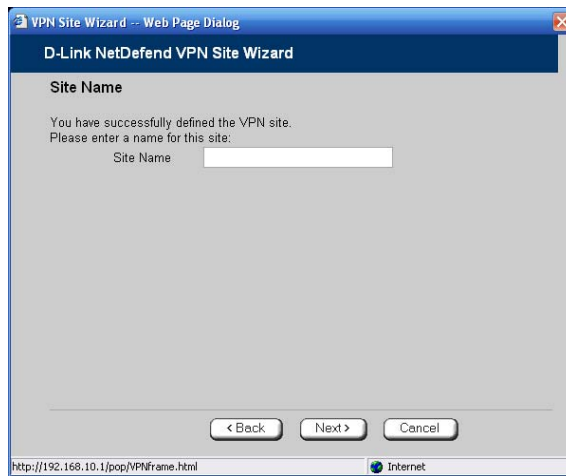 VPN Site Wizard -- Web Page Dialog
D-Link NetDefend VPN Site Wizard
Site Name
You have successfully defined the VPN site.
Please enter a name for this site:
Site Name
< Back Next > Cancel
http://192.168.10.1/pop/VPNframe.html Internet